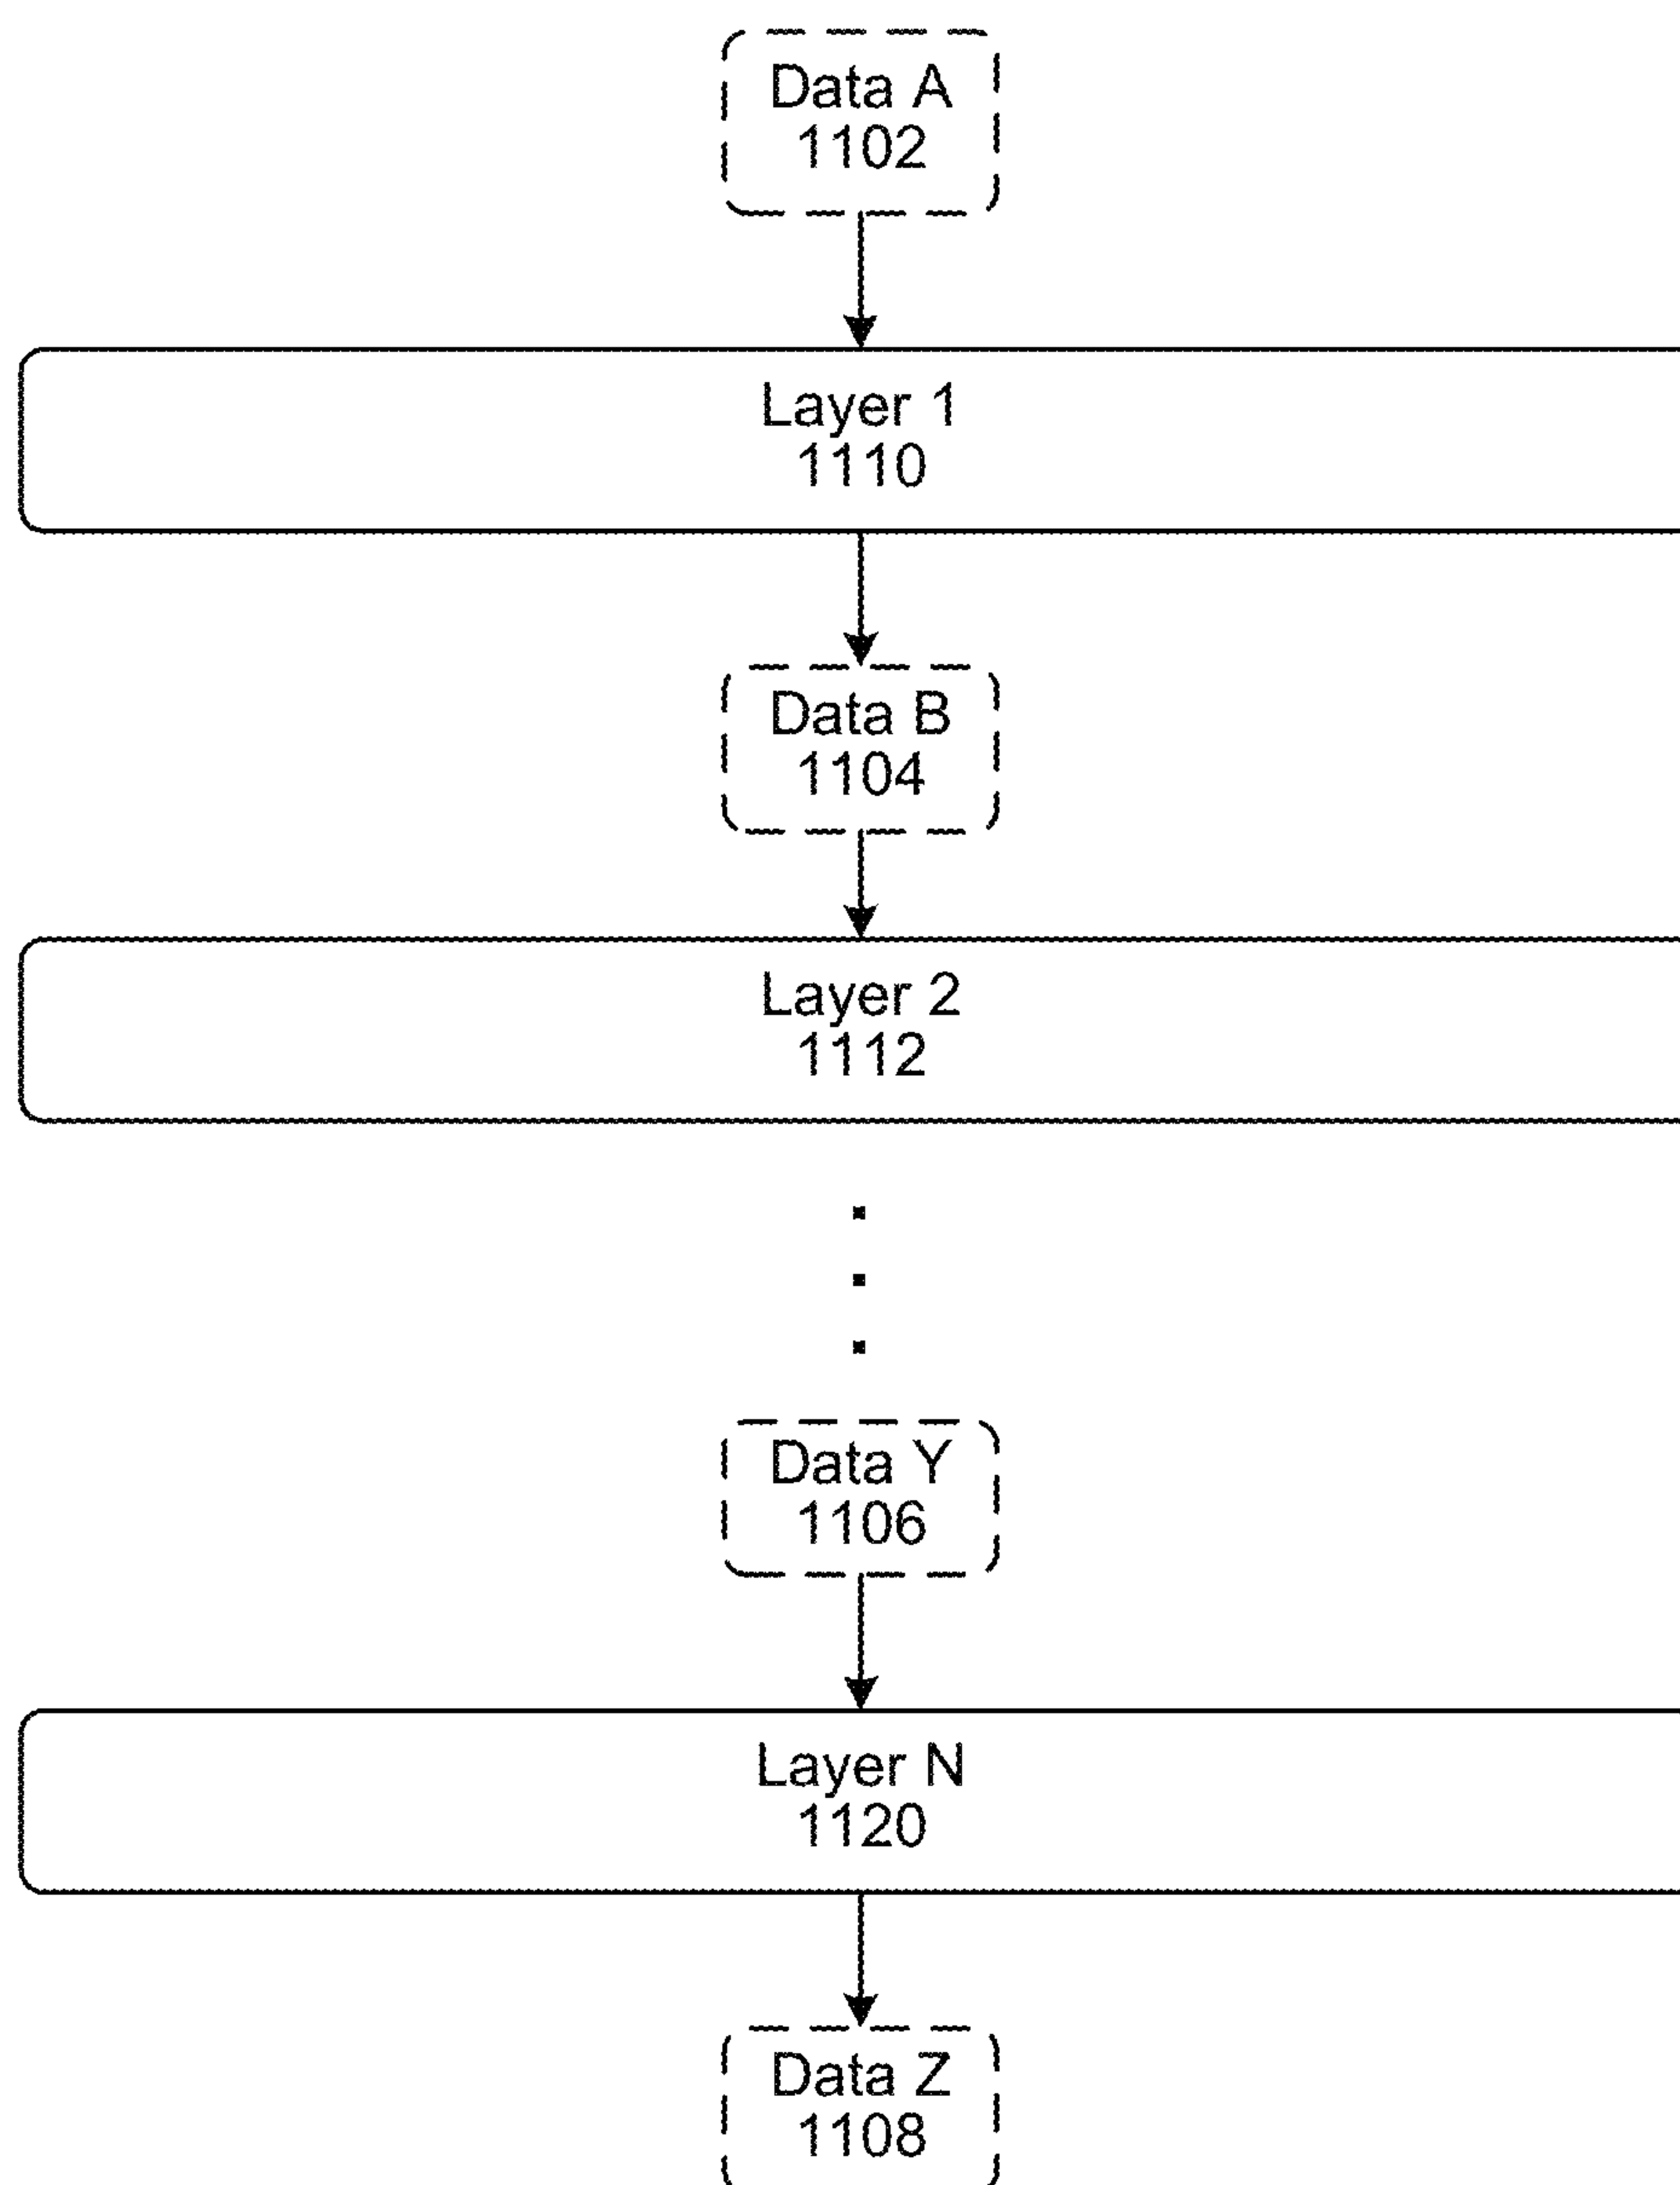 Data A
1102
Layer 1
1110
Data B
1104
Layer 2
1112
Data Y
1106
Layer N
1120
Data Z
1108